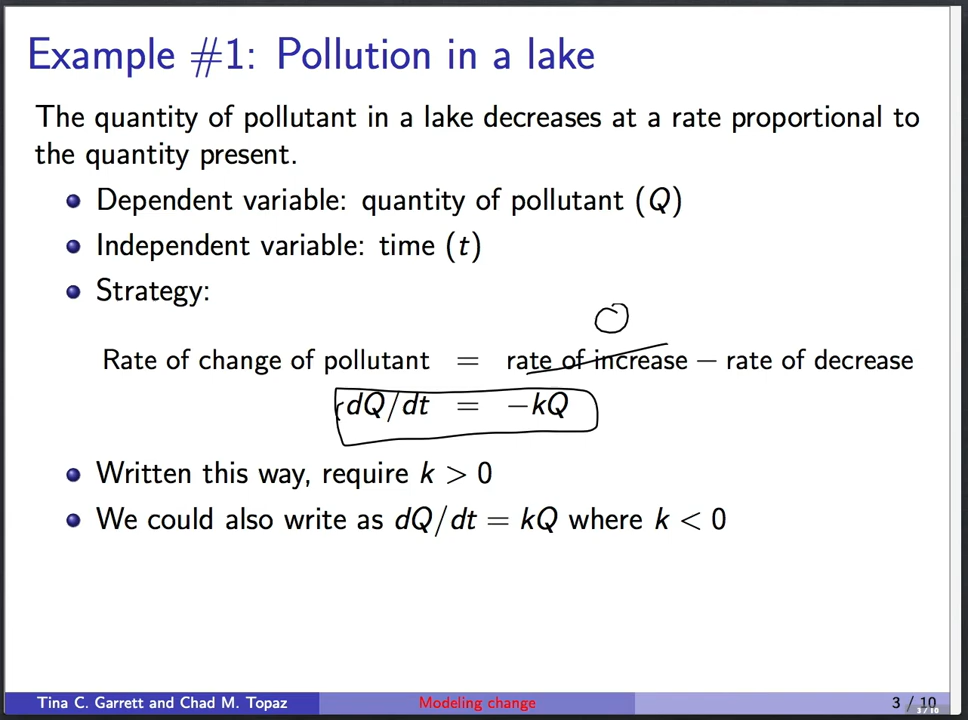 Example #1: Pollution in a lake
The quantity of pollutant in a lake decreases at a rate proportional to
the quantity present.
Dependent variable: quantity of pollutant (Q)
Independent variable: time (t)
Strategy:
0
Rate of change of pollutant = rate of increase − rate of decrease
dQ/dt = −kQ
Written this way, require k > 0
We could also write as dQ/dt = kQ where k < 0
Tina C. Garrett and Chad M. Topaz Modeling change 3 / 10
3 / 10